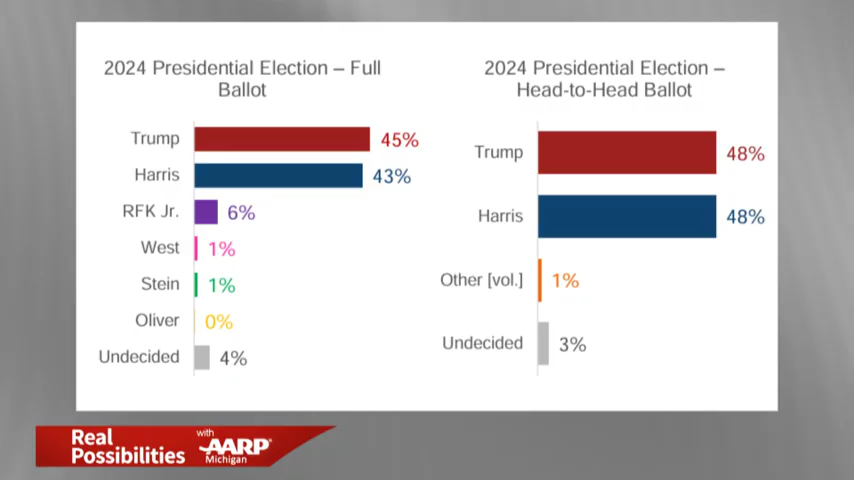 2024 Presidential Election – Full
Ballot
Trump 45%
Harris 43%
RFK Jr. 6%
West 1%
Stein 1%
Oliver 0%
Undecided 4%
2024 Presidential Election –
Head-to-Head Ballot
Trump 48%
Harris 48%
Other [vol.] 1%
Undecided 3%
Real
Possibilities
with
AARP®
Michigan